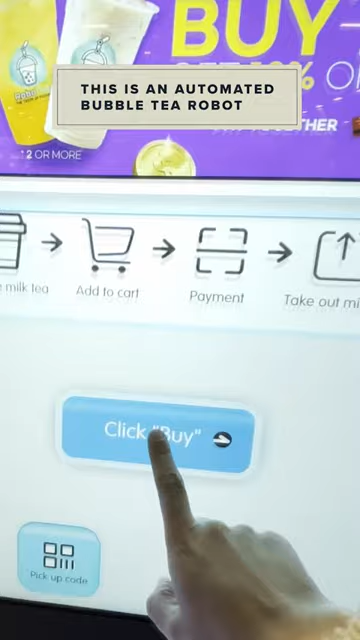 BUY
THIS IS AN AUTOMATED
BUBBLE TEA ROBOT
TOGETHER
*2 OR MORE
milk tea
Add to cart
Payment
Take out mi
Click "Buy"
Pick up code